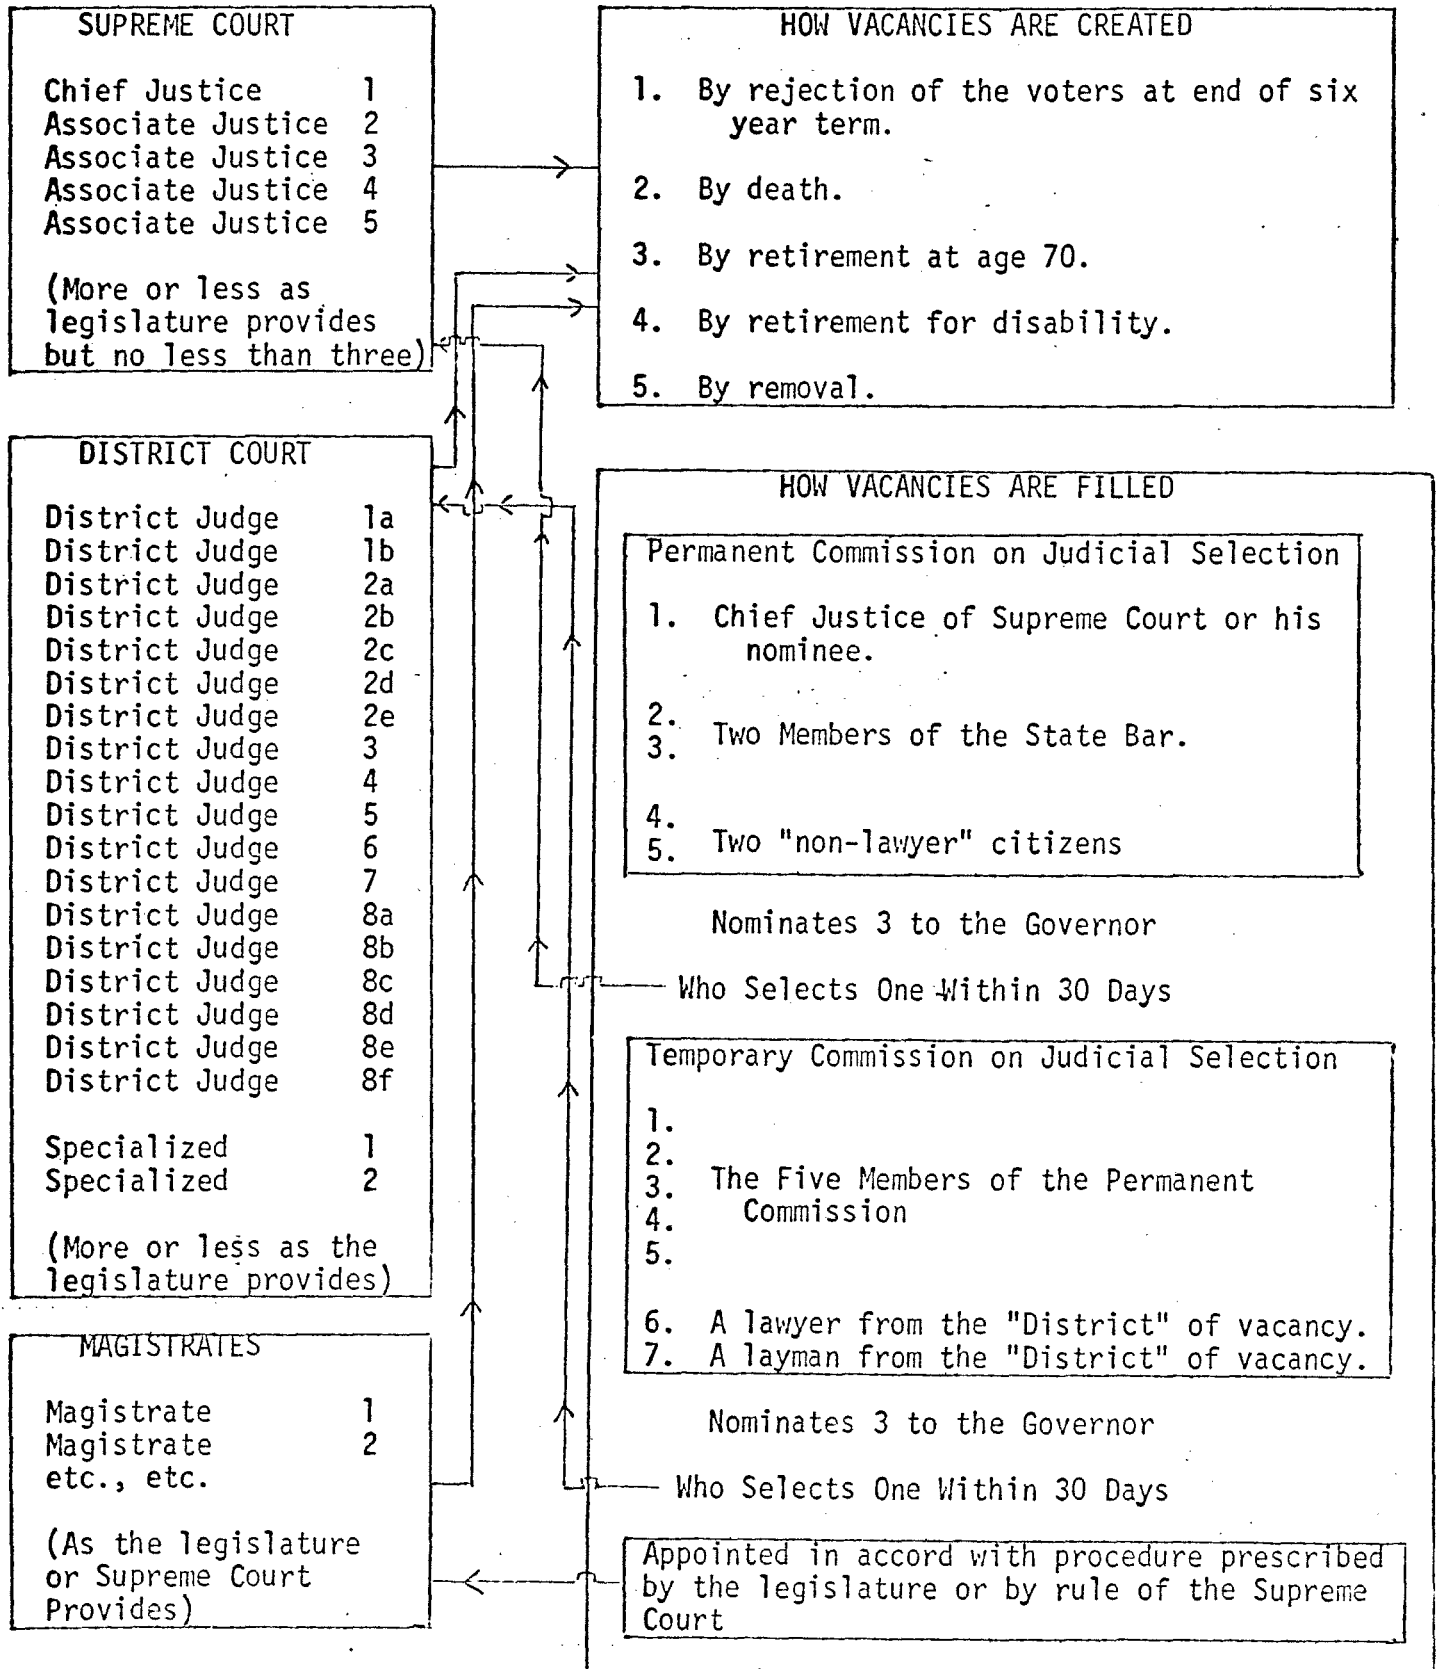 SUPREME COURT
Chief Justice 1
Associate Justice 2
Associate Justice 3
Associate Justice 4
Associate Justice 5
(More or less as
legislature provides
but no less than three)
HOW VACANCIES ARE CREATED
1. By rejection of the voters at end of six
year term.
2. By death.
3. By retirement at age 70.
4. By retirement for disability.
5. By removal.
DISTRICT COURT
District Judge 1a
District Judge 1b
District Judge 2a
District Judge 2b
District Judge 2c
District Judge 2d
District Judge 2e
District Judge 3
District Judge 4
District Judge 5
District Judge 6
District Judge 7
District Judge 8a
District Judge 8b
District Judge 8c
District Judge 8d
District Judge 8e
District Judge 8f
Specialized 1
Specialized 2
(More or less as the
legislature provides)
HOW VACANCIES ARE FILLED
Permanent Commission on Judicial Selection
1. Chief Justice of Supreme Court or his
nominee.
2.
3. Two Members of the State Bar.
4.
5. Two "non-lawyer" citizens
Nominates 3 to the Governor
Who Selects One Within 30 Days
Temporary Commission on Judicial Selection
1.
2.
3. The Five Members of the Permanent
4. Commission
5.
6. A lawyer from the "District" of vacancy.
7. A layman from the "District" of vacancy.
Nominates 3 to the Governor
Who Selects One Within 30 Days
MAGISTRATES
Magistrate 1
Magistrate 2
etc., etc.
(As the legislature
or Supreme Court
Provides)
Appointed in accord with procedure prescribed
by the legislature or by rule of the Supreme
Court